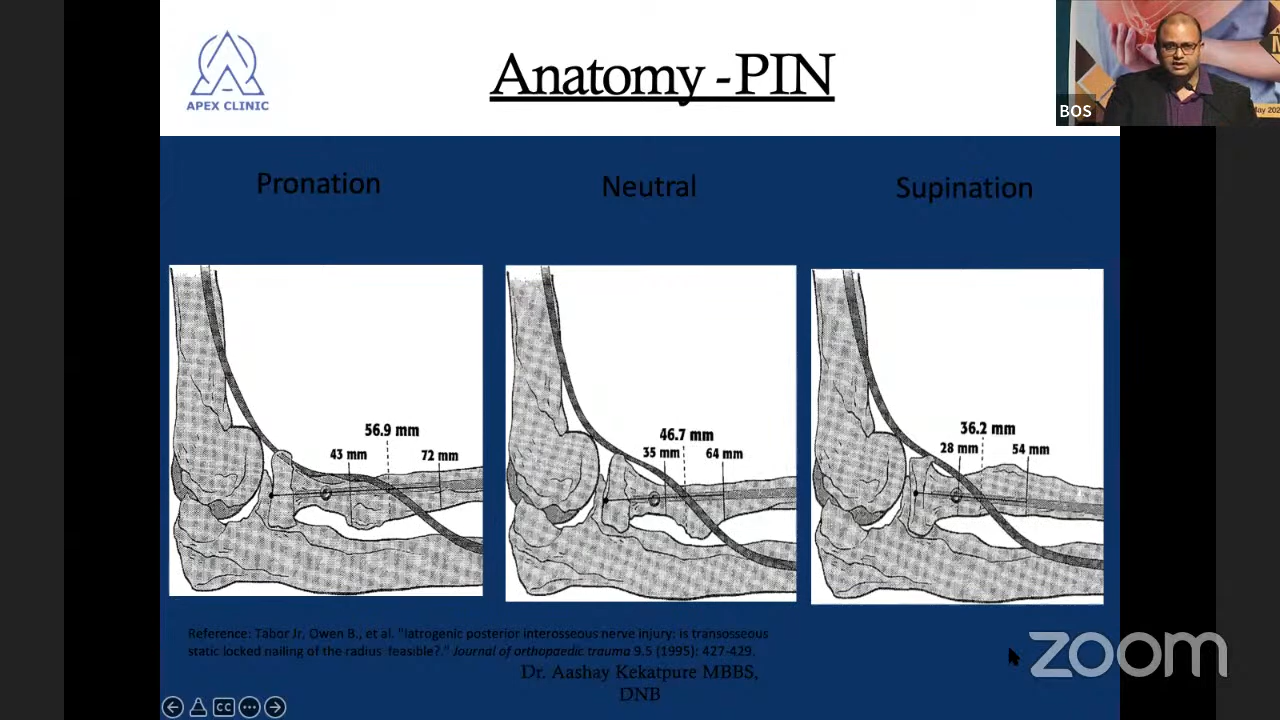 APEX CLINIC
Anatomy -PIN
BOS
May 202
Pronation
Neutral
Supination
56.9 mm
43 mm
72 mm
46.7 mm
35 mm
64 mm
36.2 mm
28 mm
54 mm
Reference: Tabor Jr, Owen B., et al. "Iatrogenic posterior interosseous nerve injury: is transosseous
static locked nailing of the radius feasible?." Journal of orthopaedic trauma 9.5 (1995): 427-429.
Dr. Aashay Kekatpure MBBS,
DNB
zoom
CC